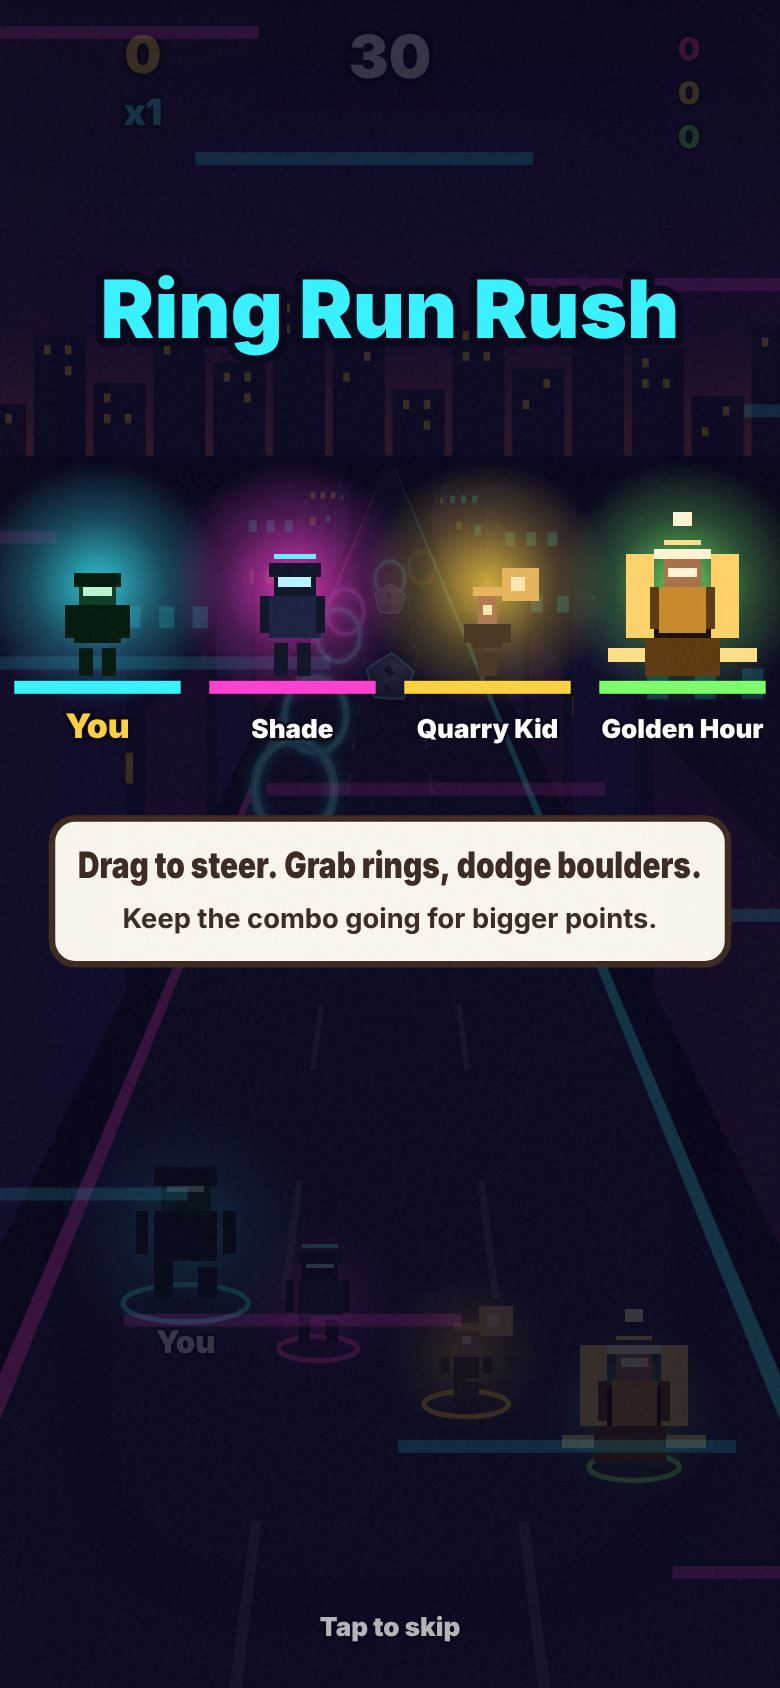 0
30
0
x1
0
0
Ring Run Rush
You
Shade
Quarry Kid
Golden Hour
Drag to steer. Grab rings, dodge boulders.
Keep the combo going for bigger points.
You
Tap to skip